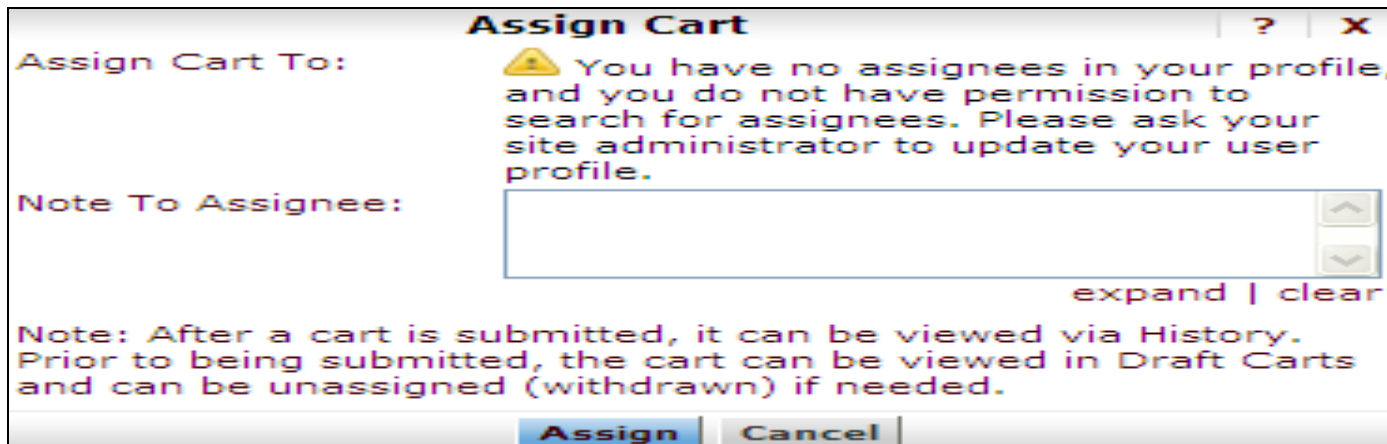 Assign Cart ? X
Assign Cart To: You have no assignees in your profile,
and you do not have permission to
search for assignees. Please ask your
site administrator to update your user
profile.
Note To Assignee:
expand | clear
Note: After a cart is submitted, it can be viewed via History.
Prior to being submitted, the cart can be viewed in Draft Carts
and can be unassigned (withdrawn) if needed.
Assign Cancel